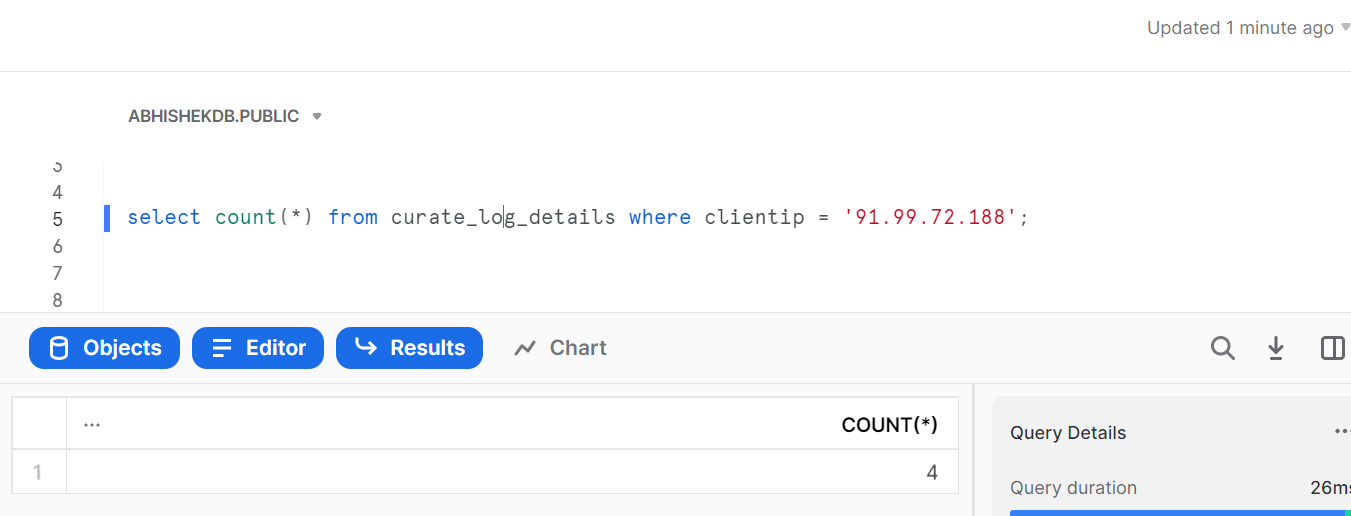 Updated 1 minute ago
ABHISHEKDB.PUBLIC
4
5 select count(*) from curate_log_details where clientip = '91.99.72.188';
6
7
8
Objects Editor Results Chart
... COUNT(*)
1 4
Query Details ...
Query duration 26ms